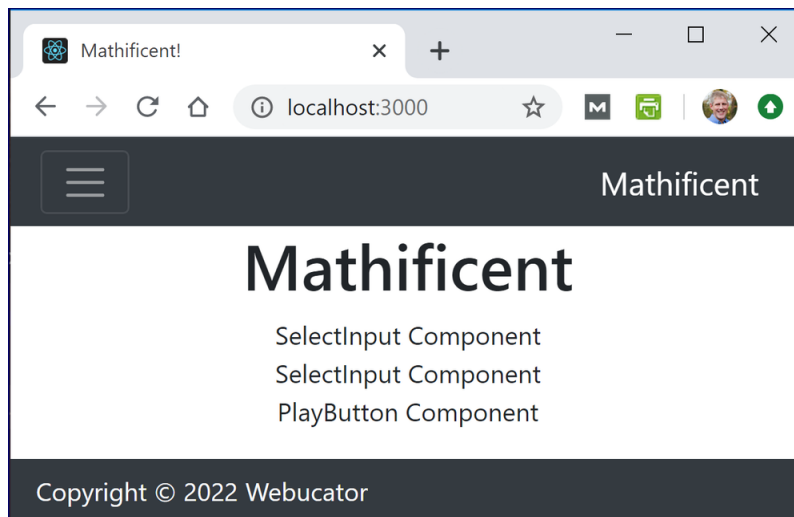 Mathificent!
localhost:3000
M
Mathificent
Mathificent
SelectInput Component
SelectInput Component
PlayButton Component
Copyright © 2022 Webucator